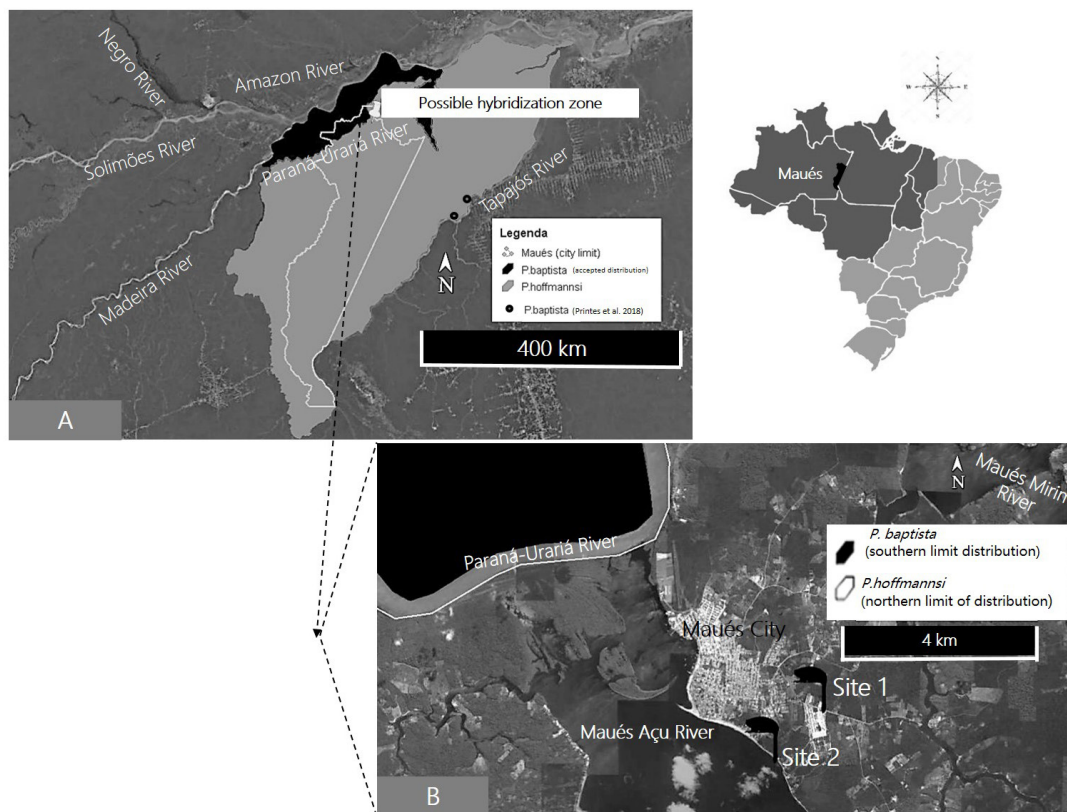 Negro River
Amazon River
Possible hybridization zone
Solimões River
Paraná-Urariá River
Tapajós River
Madeira River
Legenda
Maués (city limit)
P.baptista (accepted distribution)
P.hoffmannsi
P.baptista (Printes et al. 2018)
N
400 km
A
N
W E
S
Maués
N
Maués Mirim
River
Paraná-Urariá River
P. baptista
(southern limit distribution)
P.hoffmannsi
(northern limit of distribution)
4 km
Maués City
Site 1
Maués Açu River
Site 2
B